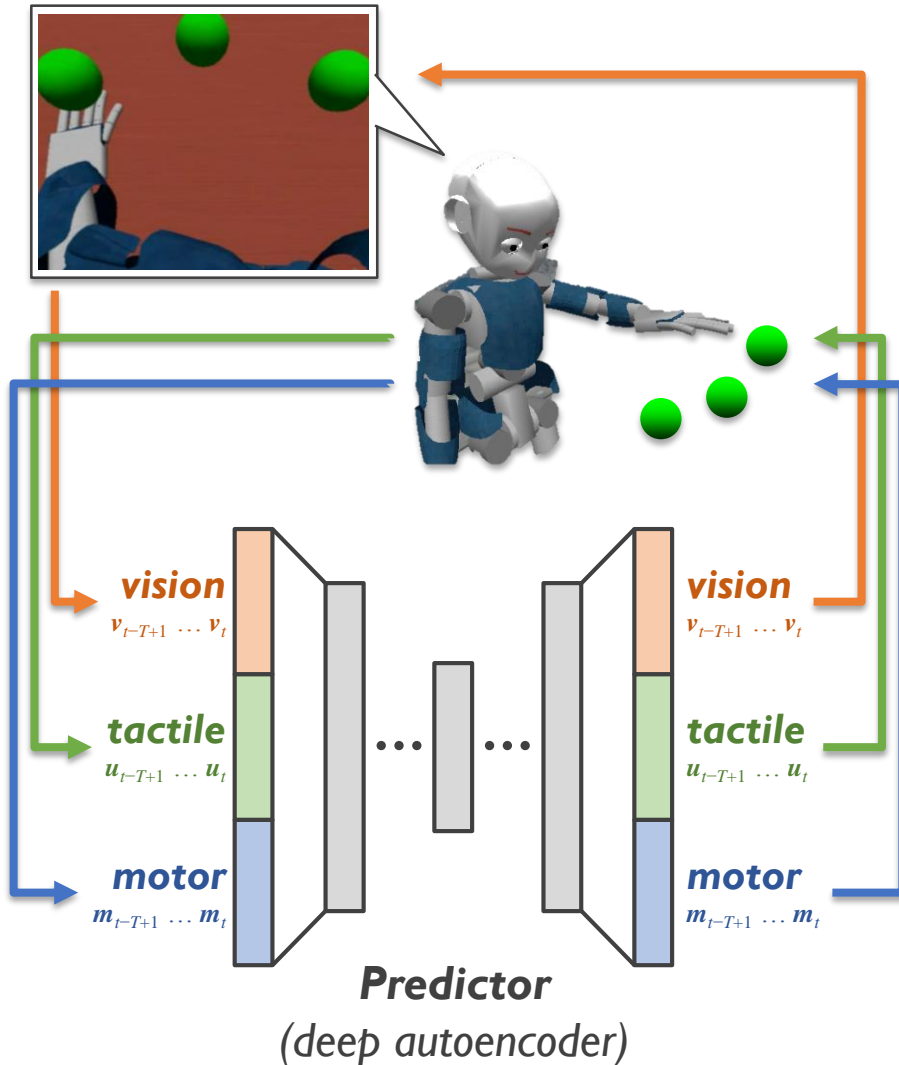 vision
v_{t−T+1} … v_t
tactile
u_{t−T+1} … u_t
motor
m_{t−T+1} … m_t
vision
v_{t−T+1} … v_t
tactile
u_{t−T+1} … u_t
motor
m_{t−T+1} … m_t
Predictor
(deep autoencoder)